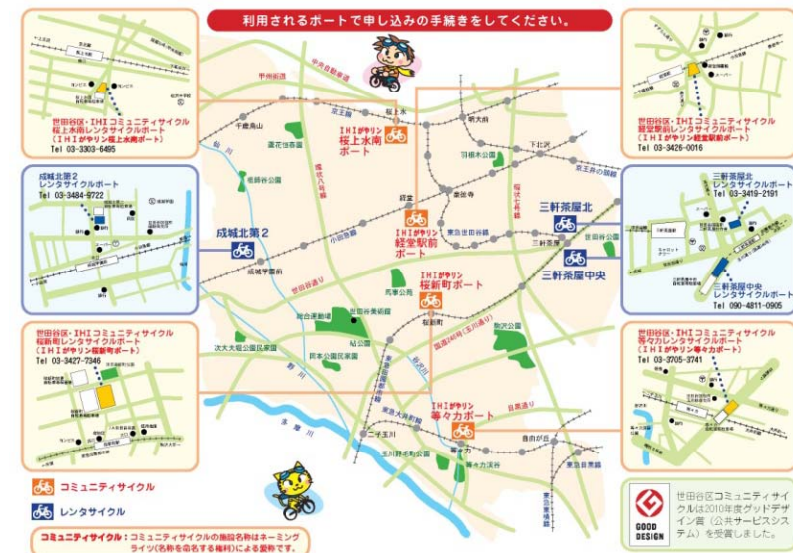 利用されるポートで申し込みの手続きをしてください。
世田谷区・IHIコミュニティサイクル
桜上水南レンタサイクルポート
(IHIがやリン桜上水南ポート)
Tel 03-3303-6495
成城北第2
レンタサイクルポート
Tel 03-3484-9722
世田谷区・IHIコミュニティサイクル
桜新町レンタサイクルポート
(IHIがやリン桜新町ポート)
Tel 03-3427-7346
コミュニティサイクル
レンタサイクル
コミュニティサイクル:コミュニティサイクルの施設名称はネーミング
ライツ(名称を命名する権利)による愛称です。
甲州街道
中央自動車道
京王線
桜上水
明大前
千歳烏山
仙川
蘆花恒春園
環状八号線
IHIがやリン
桜上水南
ポート
羽根木公園
下北沢
京王井の頭線
祖師谷公園
経堂
豪徳寺
環状七号線
IHIがやリン
経堂駅前
ポート
東急世田谷線
三軒茶屋北
三軒茶屋
世田谷公園
三軒茶屋中央
成城北第2
小田急線
成城学園前
世田谷通り
馬事公苑
IHIがやリン
桜新町
ポート
桜新町
総合運動場
世田谷美術館
砧公園
次大夫堀公園民家園
岡本公園民家園
野川
多摩川
東急田園都市線
谷沢川
国道246号(玉川通り)
駒沢公園
目黒通り
IHIがやリン
等々力ポート
東急大井町線
二子玉川
玉川野毛町公園
等々力
等々力渓谷
自由が丘
東急目黒線
東急東横線
世田谷区・IHIコミュニティサイクル
経堂駅前レンタサイクルポート
(IHIがやリン経堂駅前ポート)
Tel 03-3426-0016
三軒茶屋北
レンタサイクルポート
Tel 03-3419-2191
三軒茶屋中央
レンタサイクルポート
Tel 090-4811-0905
世田谷区・IHIコミュニティサイクル
等々力レンタサイクルポート
(IHIがやリン等々力ポート)
Tel 03-3705-3741
GOOD
DESIGN
世田谷区コミュニティサイ
クルは2010年度グッドデザ
イン賞(公共サービスシス
テム)を受賞しました。